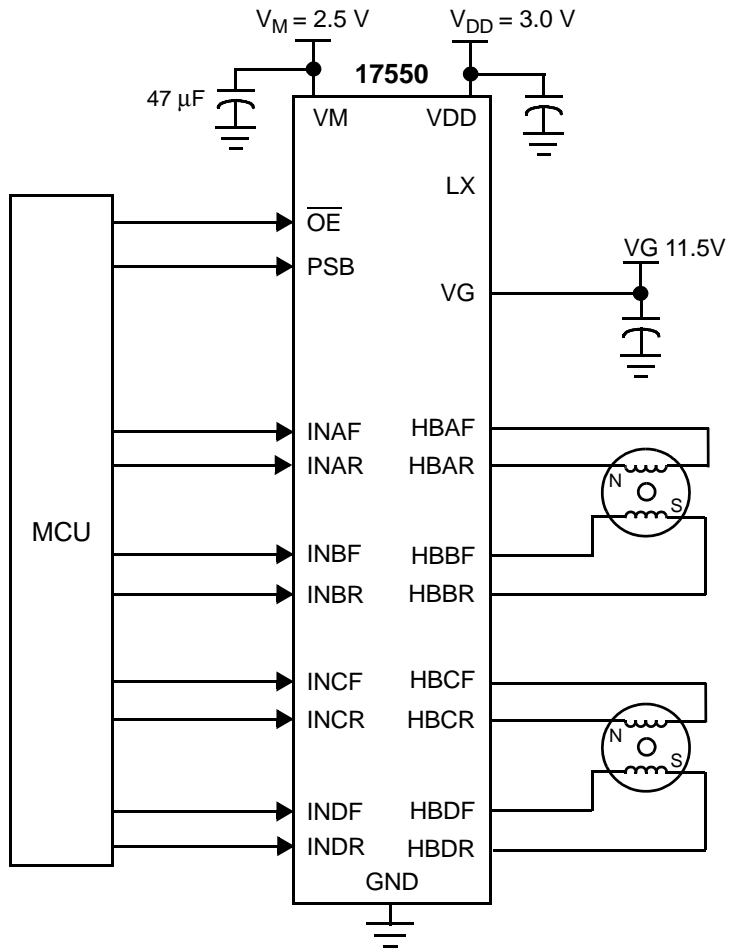 V_M = 2.5 V
V_DD = 3.0 V
17550
47 μF
VM
VDD
LX
OE
PSB
VG 11.5V
VG
INAF
HBAF
INAR
HBAR
N
S
MCU
INBF
HBBF
INBR
HBBR
INCF
HBCF
INCR
HBCR
N
S
INDF
HBDF
INDR
HBDR
GND